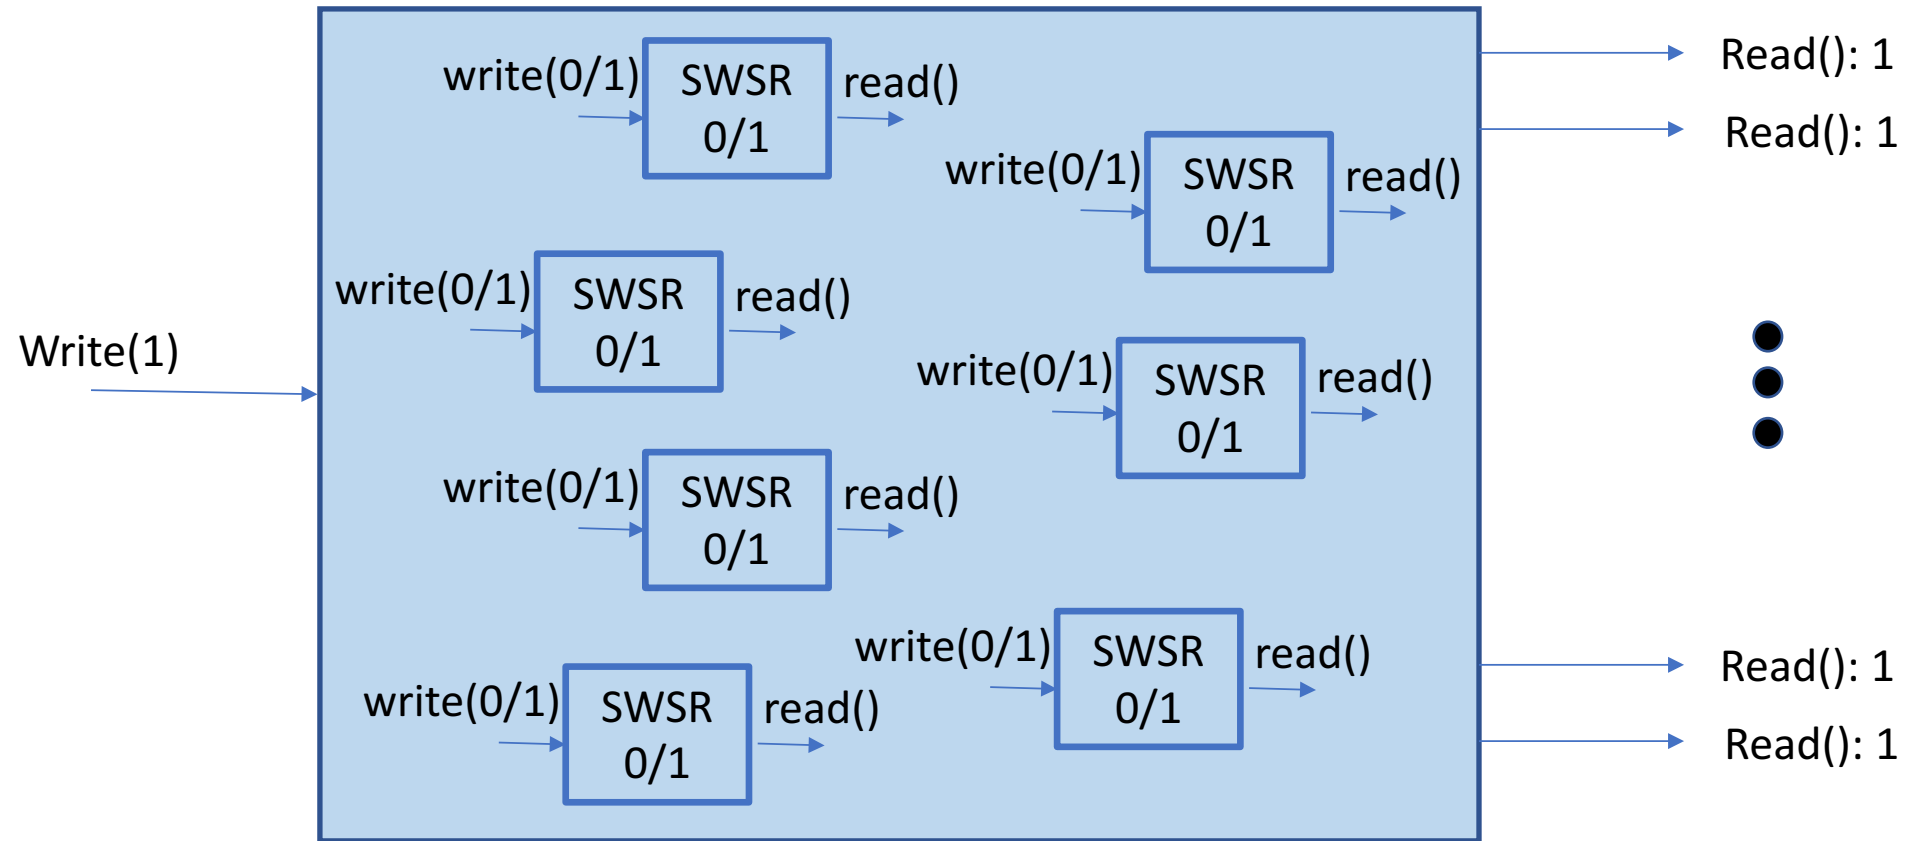 Write(1)
write(0/1)
SWSR
0/1
read()
write(0/1)
SWSR
0/1
read()
write(0/1)
SWSR
0/1
read()
write(0/1)
SWSR
0/1
read()
write(0/1)
SWSR
0/1
read()
write(0/1)
SWSR
0/1
read()
write(0/1)
SWSR
0/1
read()
Read(): 1
Read(): 1
Read(): 1
Read(): 1